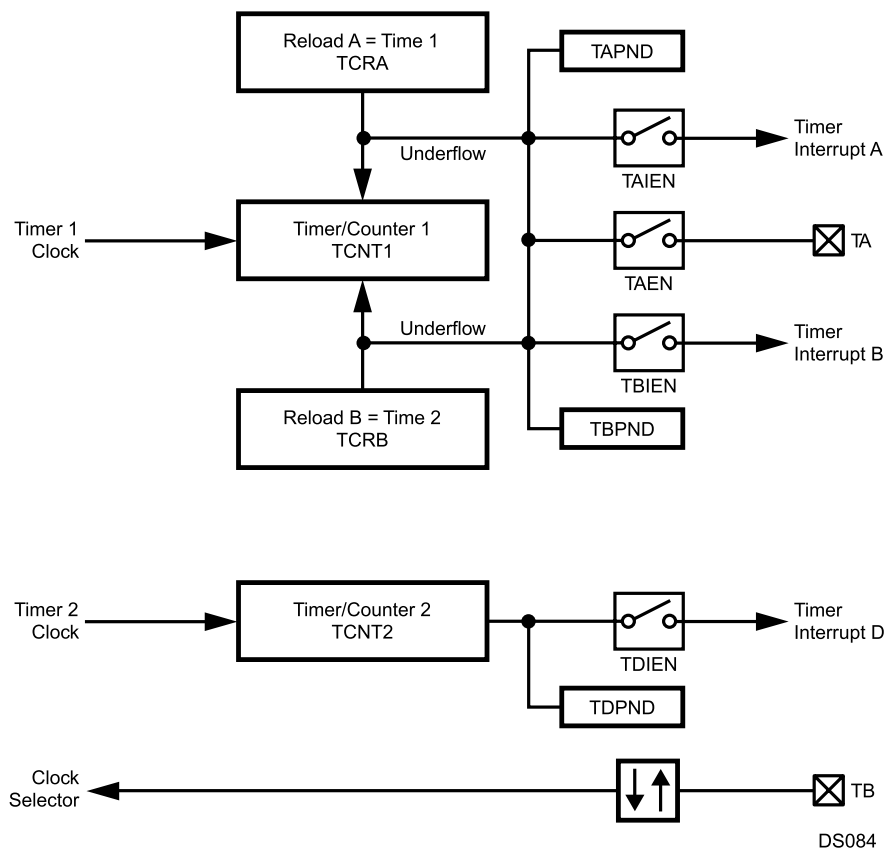 Reload A = Time 1
TCRA
TAPND
Underflow
Timer
Interrupt A
TAIEN
Timer 1
Clock
Timer/Counter 1
TCNT1
TA
TAEN
Underflow
Timer
Interrupt B
TBIEN
Reload B = Time 2
TCRB
TBPND
Timer 2
Clock
Timer/Counter 2
TCNT2
Timer
Interrupt D
TDIEN
TDPND
Clock
Selector
TB
DS084